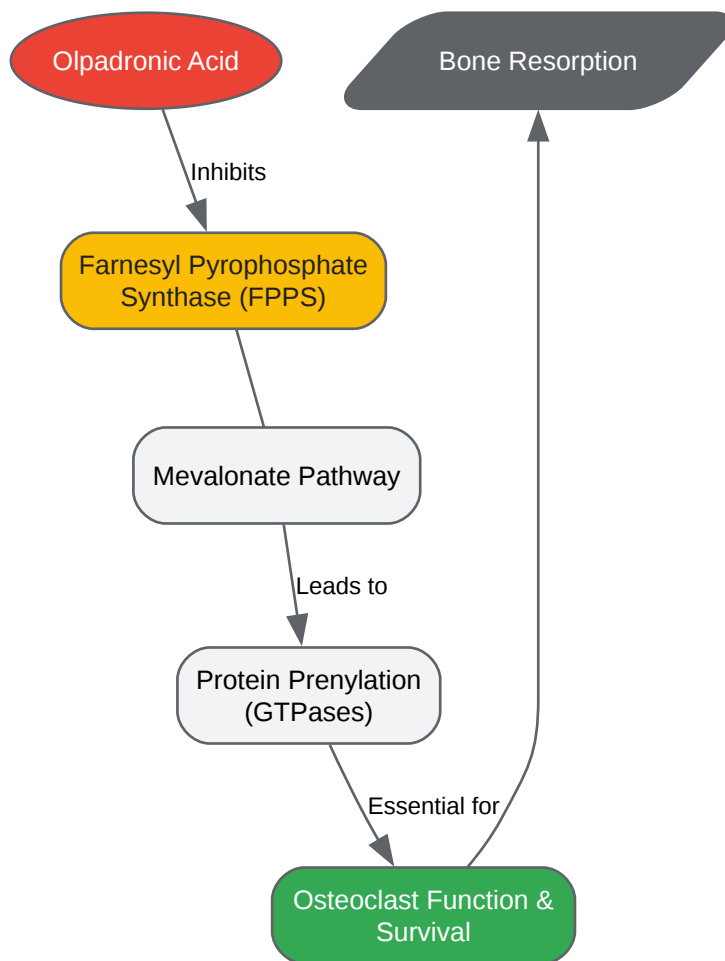 Olpadronic Acid
Bone Resorption
Inhibits
Farnesyl Pyrophosphate
Synthase (FPPS)
Mevalonate Pathway
Leads to
Protein Prenylation
(GTPases)
Essential for
Osteoclast Function &
Survival